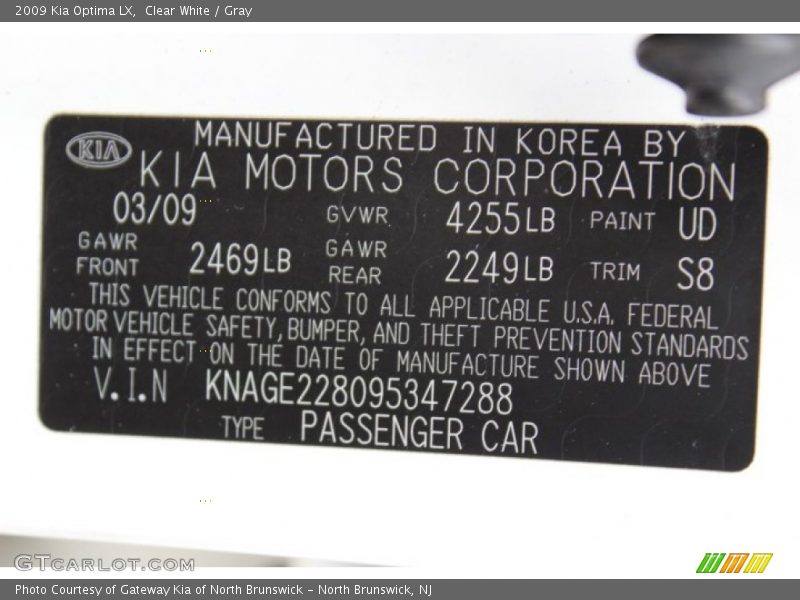 2009 Kia Optima LX,  Clear White / Gray
KIA
MANUFACTURED IN KOREA BY
KIA MOTORS CORPORATION
03/09 GVWR 4255LB PAINT UD
GAWR FRONT 2469LB GAWR REAR 2249LB TRIM S8
THIS VEHICLE CONFORMS TO ALL APPLICABLE U.S.A. FEDERAL
MOTOR VEHICLE SAFETY, BUMPER, AND THEFT PREVENTION STANDARDS
IN EFFECT ON THE DATE OF MANUFACTURE SHOWN ABOVE
V.I.N KNAGE228095347288
TYPE PASSENGER CAR
GTCARLOT.COM
Photo Courtesy of Gateway Kia of North Brunswick - North Brunswick, NJ